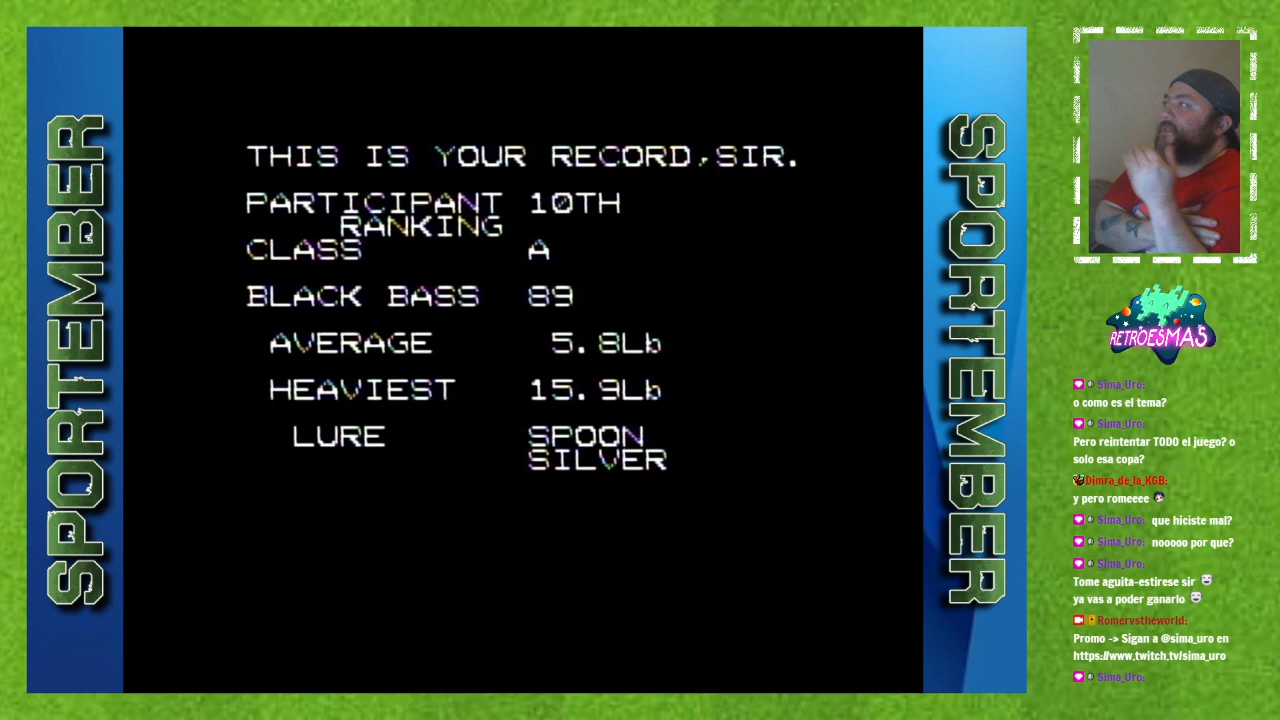 SPORTEMBER
THIS IS YOUR RECORD,SIR.
PARTICIPANT 10TH
RANKING
CLASS A
BLACK BASS 89
AVERAGE 5.8Lb
HEAVIEST 15.9Lb
LURE SPOON
SILVER
SPORTEMBER
RETROESMAS
Sima_Uro:
o como es el tema?
Sima_Uro:
Pero reintentar TODO el juego? o
solo esa copa?
Dimra_de_la_KGB:
y pero romeeee
Sima_Uro: que hiciste mal?
Sima_Uro: nooooo por que?
Sima_Uro:
Tome aguita-estirese sir
ya vas a poder ganarlo
Romervstheworld:
Promo -> Sigan a @sima_uro en
https://www.twitch.tv/sima_uro
Sima_Uro: